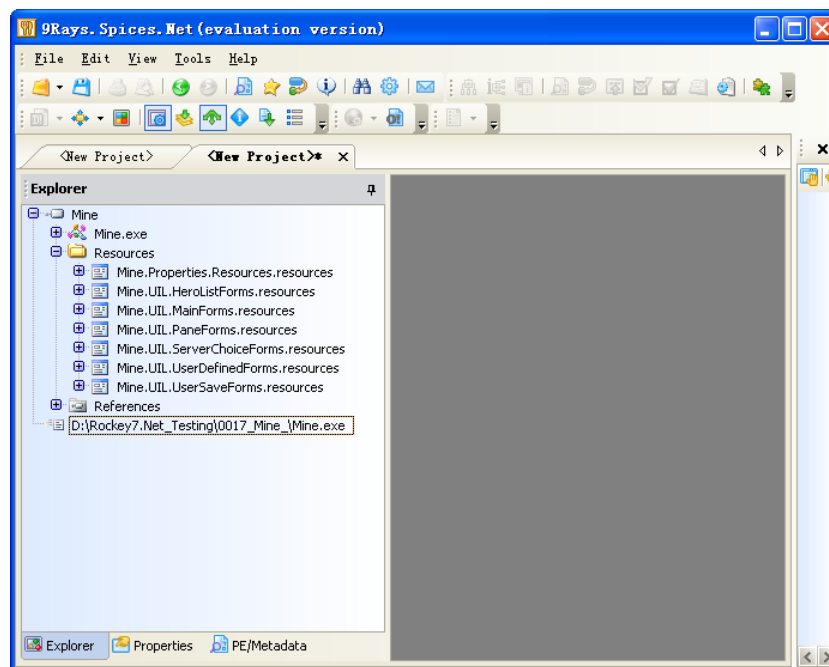 9Rays.Spices.Net(evaluation version)
File Edit View Tools Help
<New Project> <New Project>* x
Explorer
Mine
Mine.exe
Resources
Mine.Properties.Resources.resources
Mine.UIL.HeroListForms.resources
Mine.UIL.MainForms.resources
Mine.UIL.PaneForms.resources
Mine.UIL.ServerChoiceForms.resources
Mine.UIL.UserDefinedForms.resources
Mine.UIL.UserSaveForms.resources
References
D:\Rockey7.Net_Testing\0017_Mine_\Mine.exe
Explorer Properties PE/Metadata